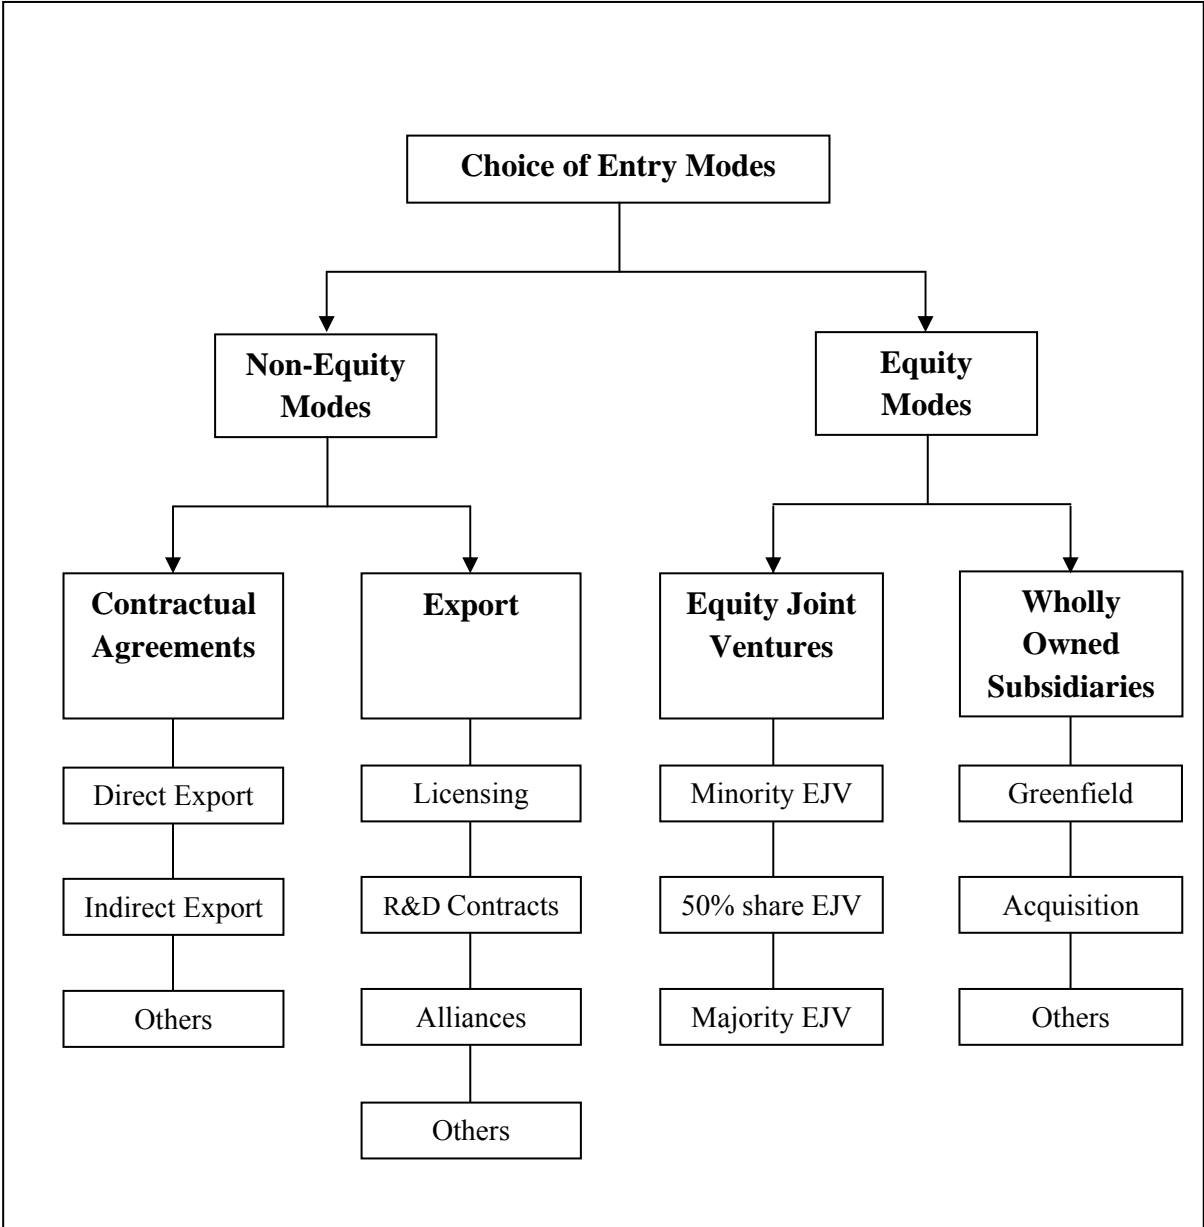 Choice of Entry Modes
Non-Equity
Modes
Equity
Modes
Contractual
Agreements
Export
Equity Joint
Ventures
Wholly
Owned
Subsidiaries
Direct Export
Licensing
Minority EJV
Greenfield
Indirect Export
R&D Contracts
50% share EJV
Acquisition
Others
Alliances
Majority EJV
Others
Others